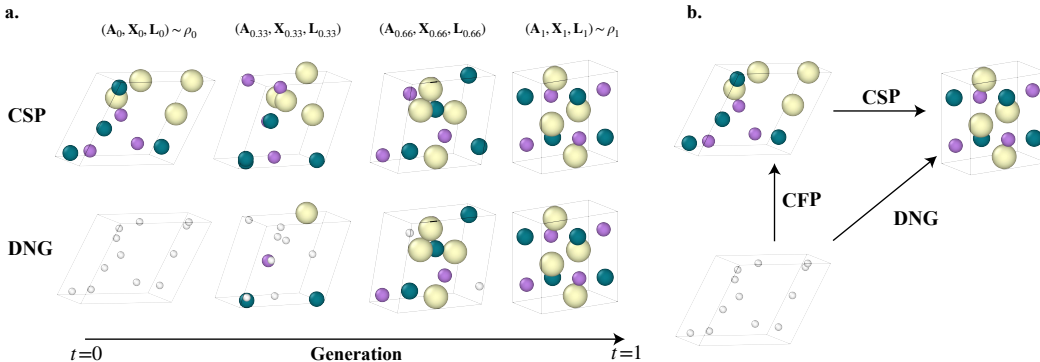 a.
(A₀, X₀, L₀) ∼ ρ₀
(A₀.₃₃, X₀.₃₃, L₀.₃₃)
(A₀.₆₆, X₀.₆₆, L₀.₆₆)
(A₁, X₁, L₁) ∼ ρ₁
CSP
DNG
t=0
Generation
t=1
b.
CSP
CFP
DNG